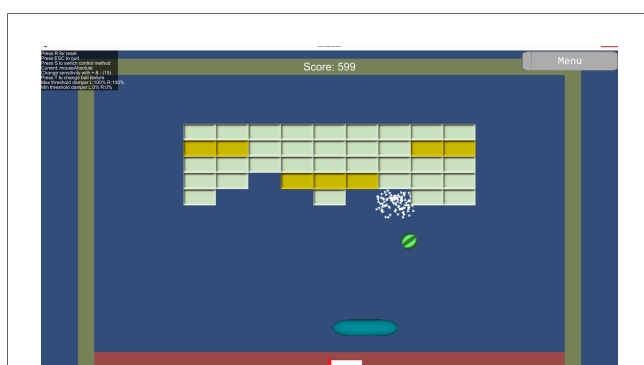 Press R for reset
Press ESC to quit
Press S to switch control method
Current: mouseAbsolute
Change sensitivity with + & - (15)
Press T to change ball texture
Max threshold damper L:100% R:100%
Min threshold damper L:0% R:0%
Score: 599
Menu